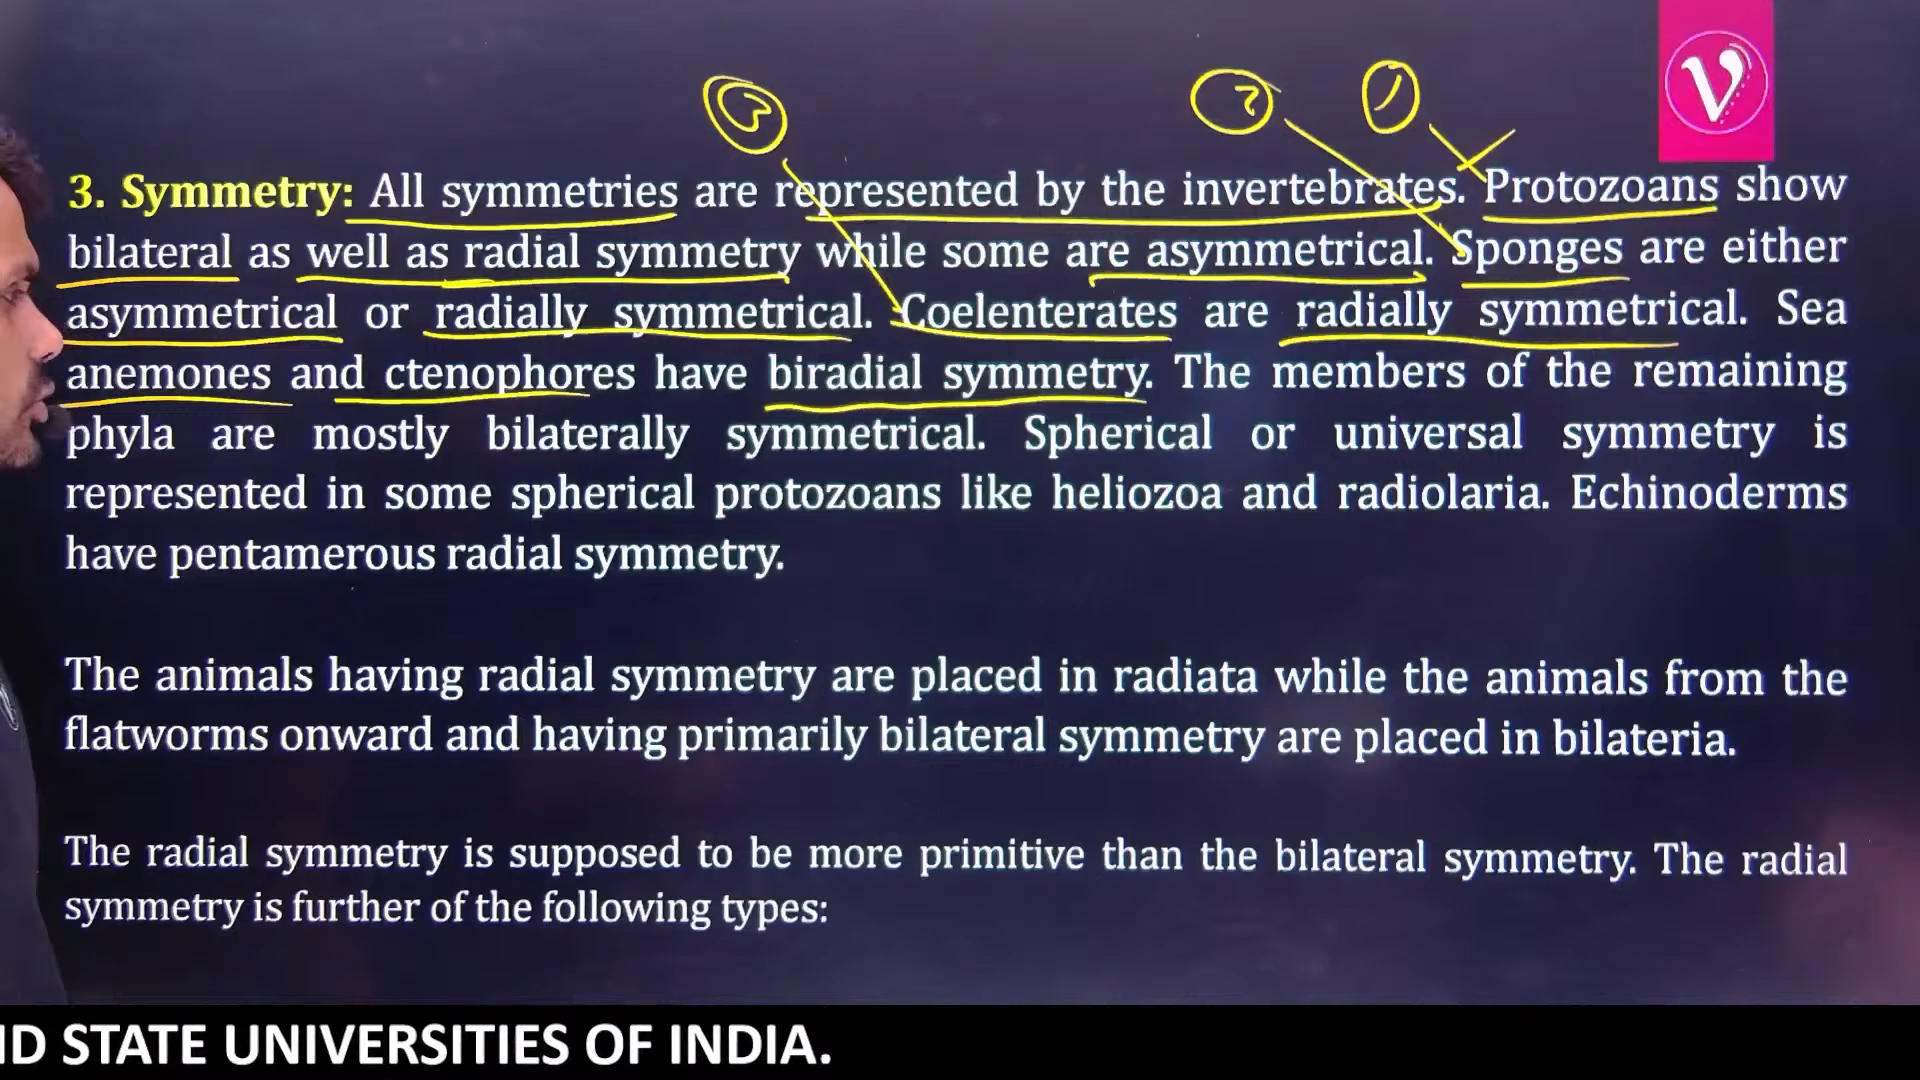 3 2 1
V
3. Symmetry: All symmetries are represented by the invertebrates. Protozoans show
bilateral as well as radial symmetry while some are asymmetrical. Sponges are either
asymmetrical or radially symmetrical. Coelenterates are radially symmetrical. Sea
anemones and ctenophores have biradial symmetry. The members of the remaining
phyla are mostly bilaterally symmetrical. Spherical or universal symmetry is
represented in some spherical protozoans like heliozoa and radiolaria. Echinoderms
have pentamerous radial symmetry.
The animals having radial symmetry are placed in radiata while the animals from the
flatworms onward and having primarily bilateral symmetry are placed in bilateria.
The radial symmetry is supposed to be more primitive than the bilateral symmetry. The radial
symmetry is further of the following types:
ND STATE UNIVERSITIES OF INDIA.